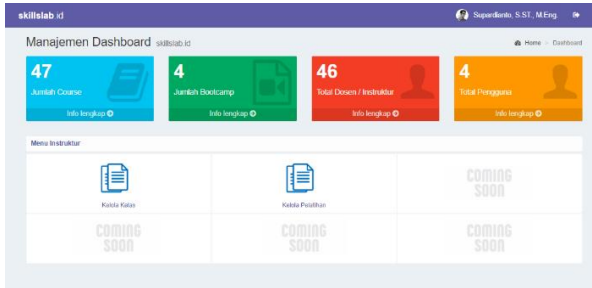 skillslab.id
Supardianto, S.ST., M.Eng.
Manajemen Dashboard skillslab.id
Home > Dashboard
47
Jumlah Course
Info lengkap
4
Jumlah Bootcamp
Info lengkap
46
Total Dosen / Instruktur
Info lengkap
4
Total Pengguna
Info lengkap
Menu Instruktur
Kelola Kelas
Kelola Pelatihan
COMING
SOON
COMING
SOON
COMING
SOON
COMING
SOON